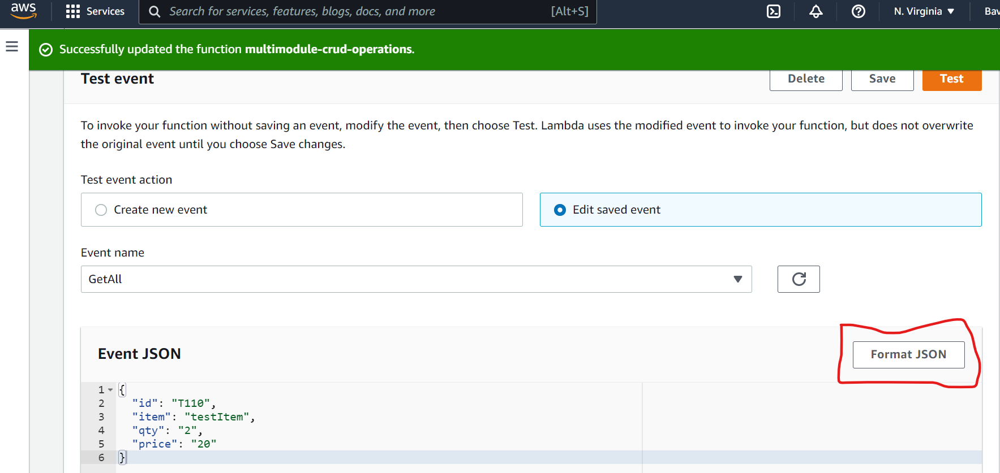 aws
Services
Search for services, features, blogs, docs, and more [Alt+S]
N. Virginia
Successfully updated the function multimodule-crud-operations.
Test event
Delete
Save
Test
To invoke your function without saving an event, modify the event, then choose Test. Lambda uses the modified event to invoke your function, but does not overwrite
the original event until you choose Save changes.
Test event action
Create new event
Edit saved event
Event name
GetAll
Event JSON
Format JSON
1 {
2 "id": "T110",
3 "item": "testItem",
4 "qty": "2",
5 "price": "20"
6 }